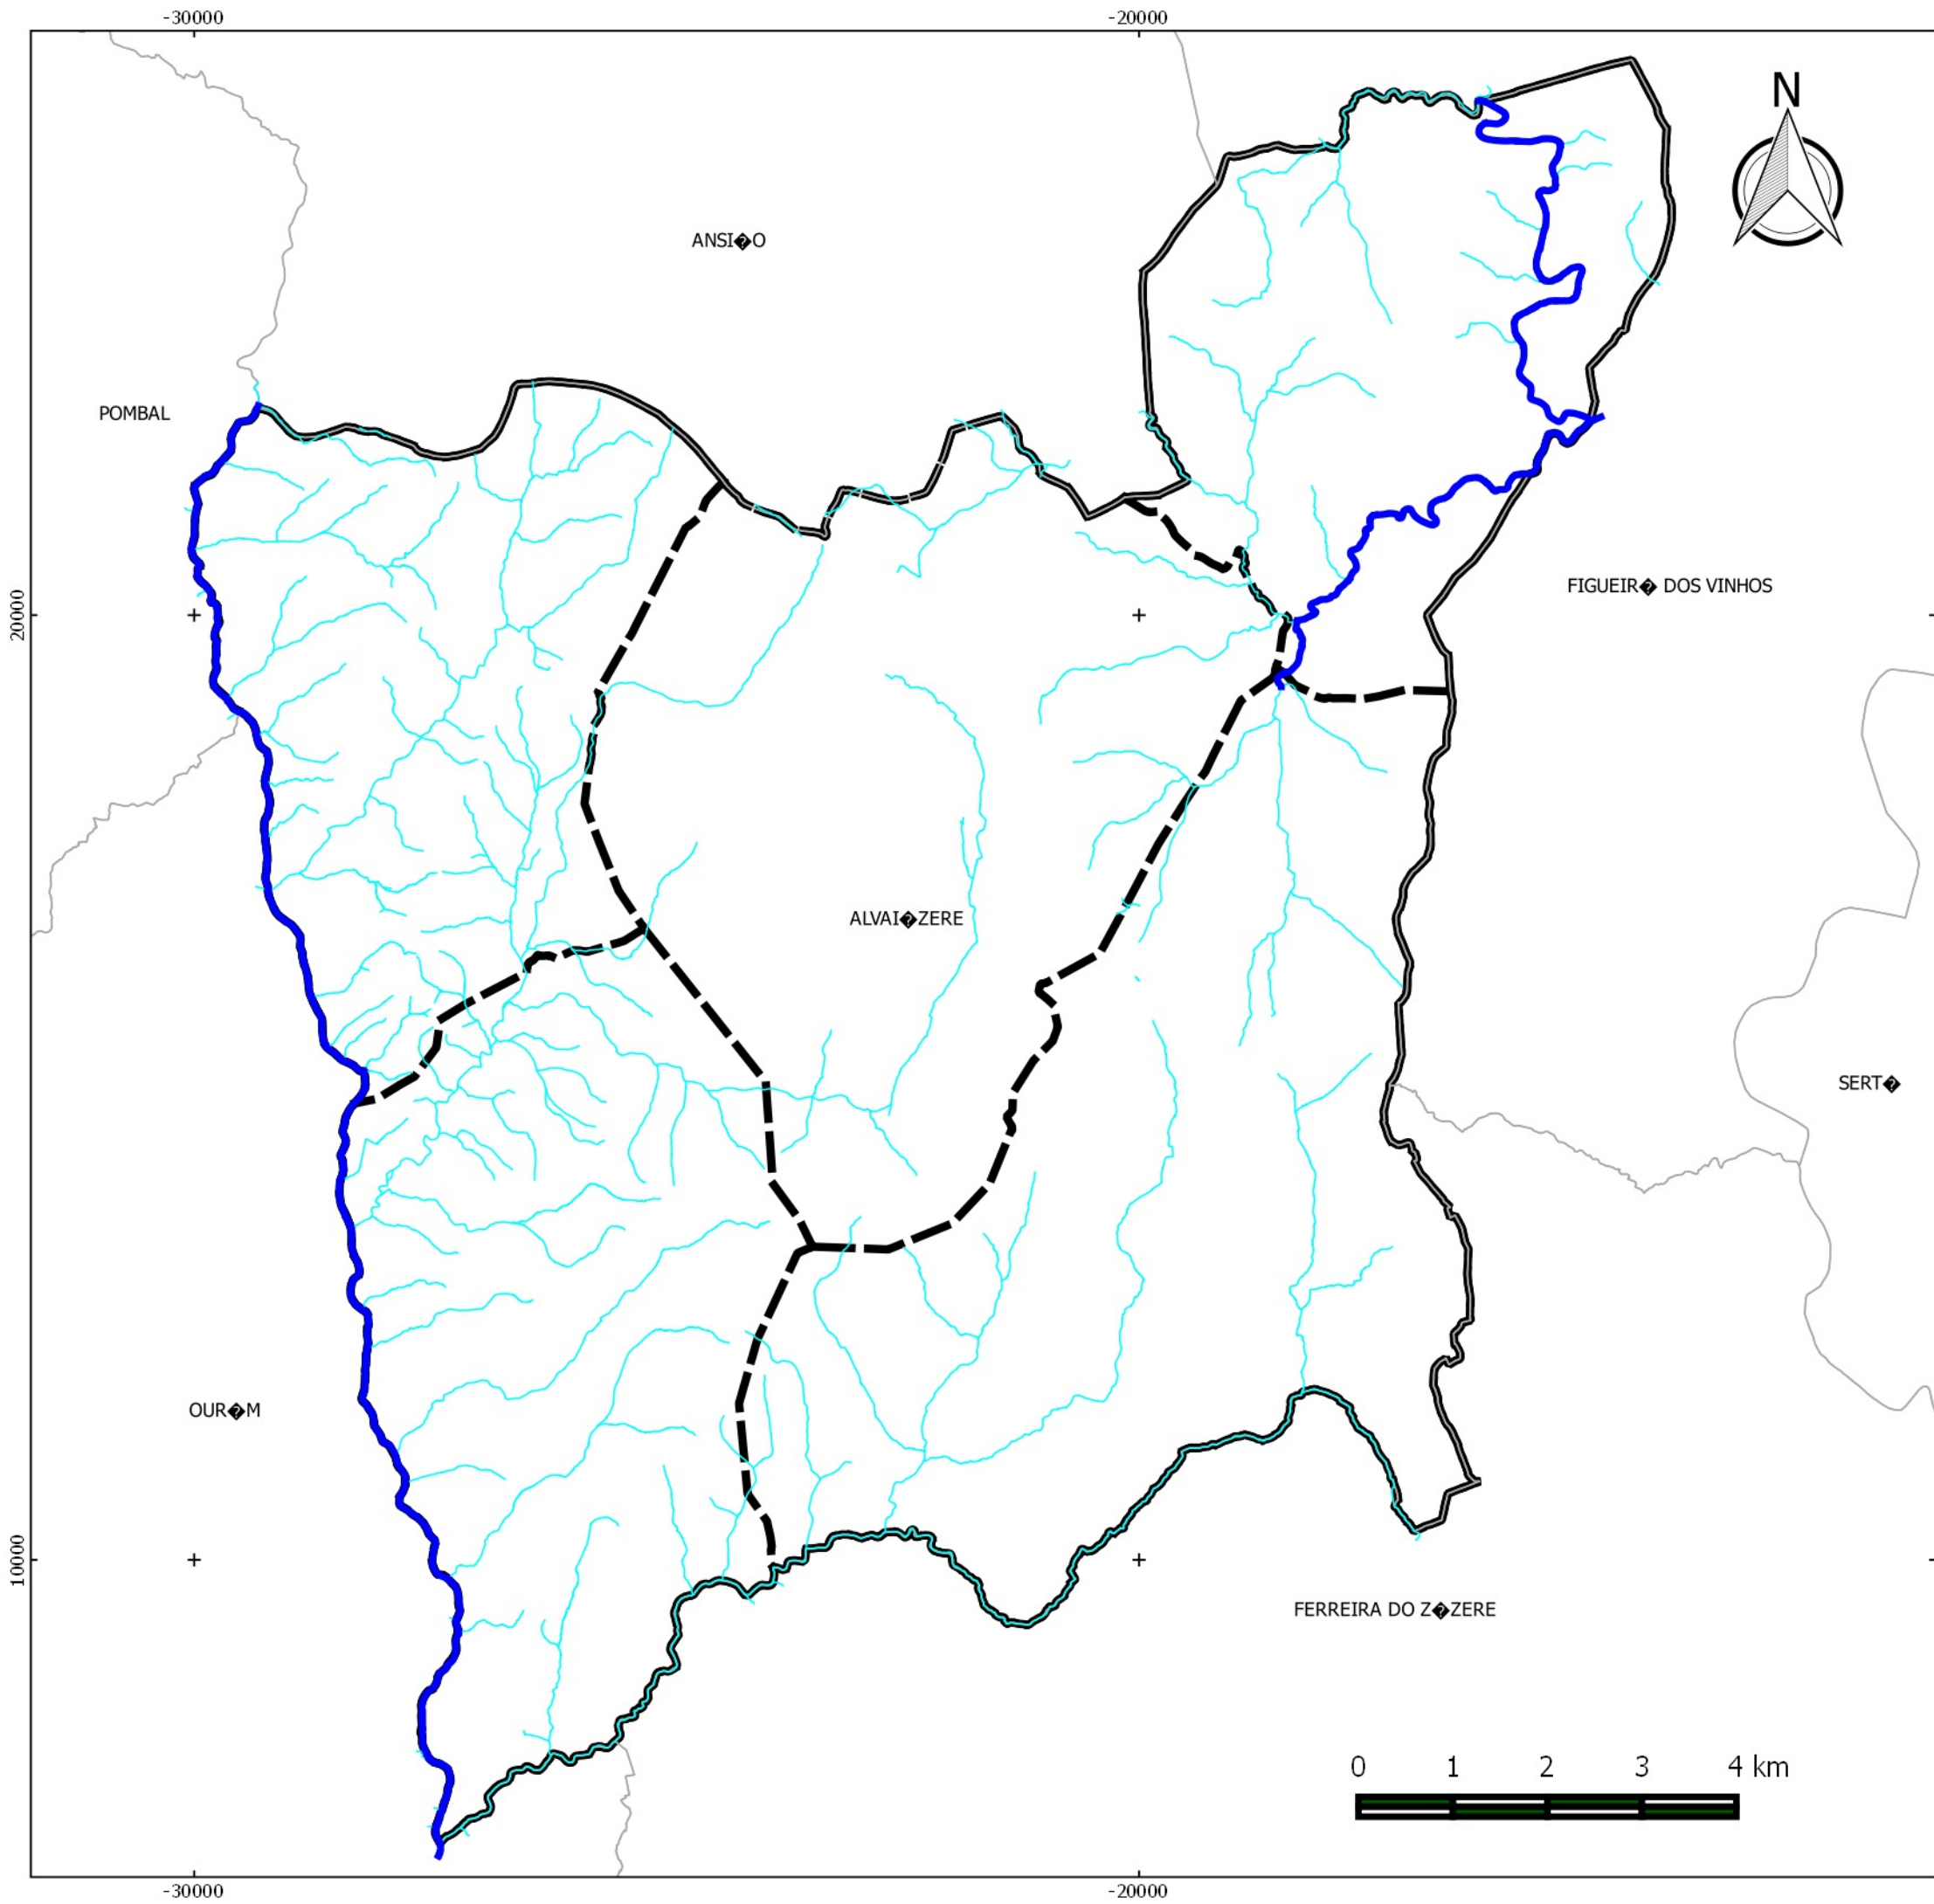 -30000 -20000
N
ANSI�O
POMBAL
20000
FIGUEIR� DOS VINHOS
ALVAI�ZERE
SERT�
OUR�M
10000
FERREIRA DO Z�ZERE
0 1 2 3 4 km
-30000 -20000